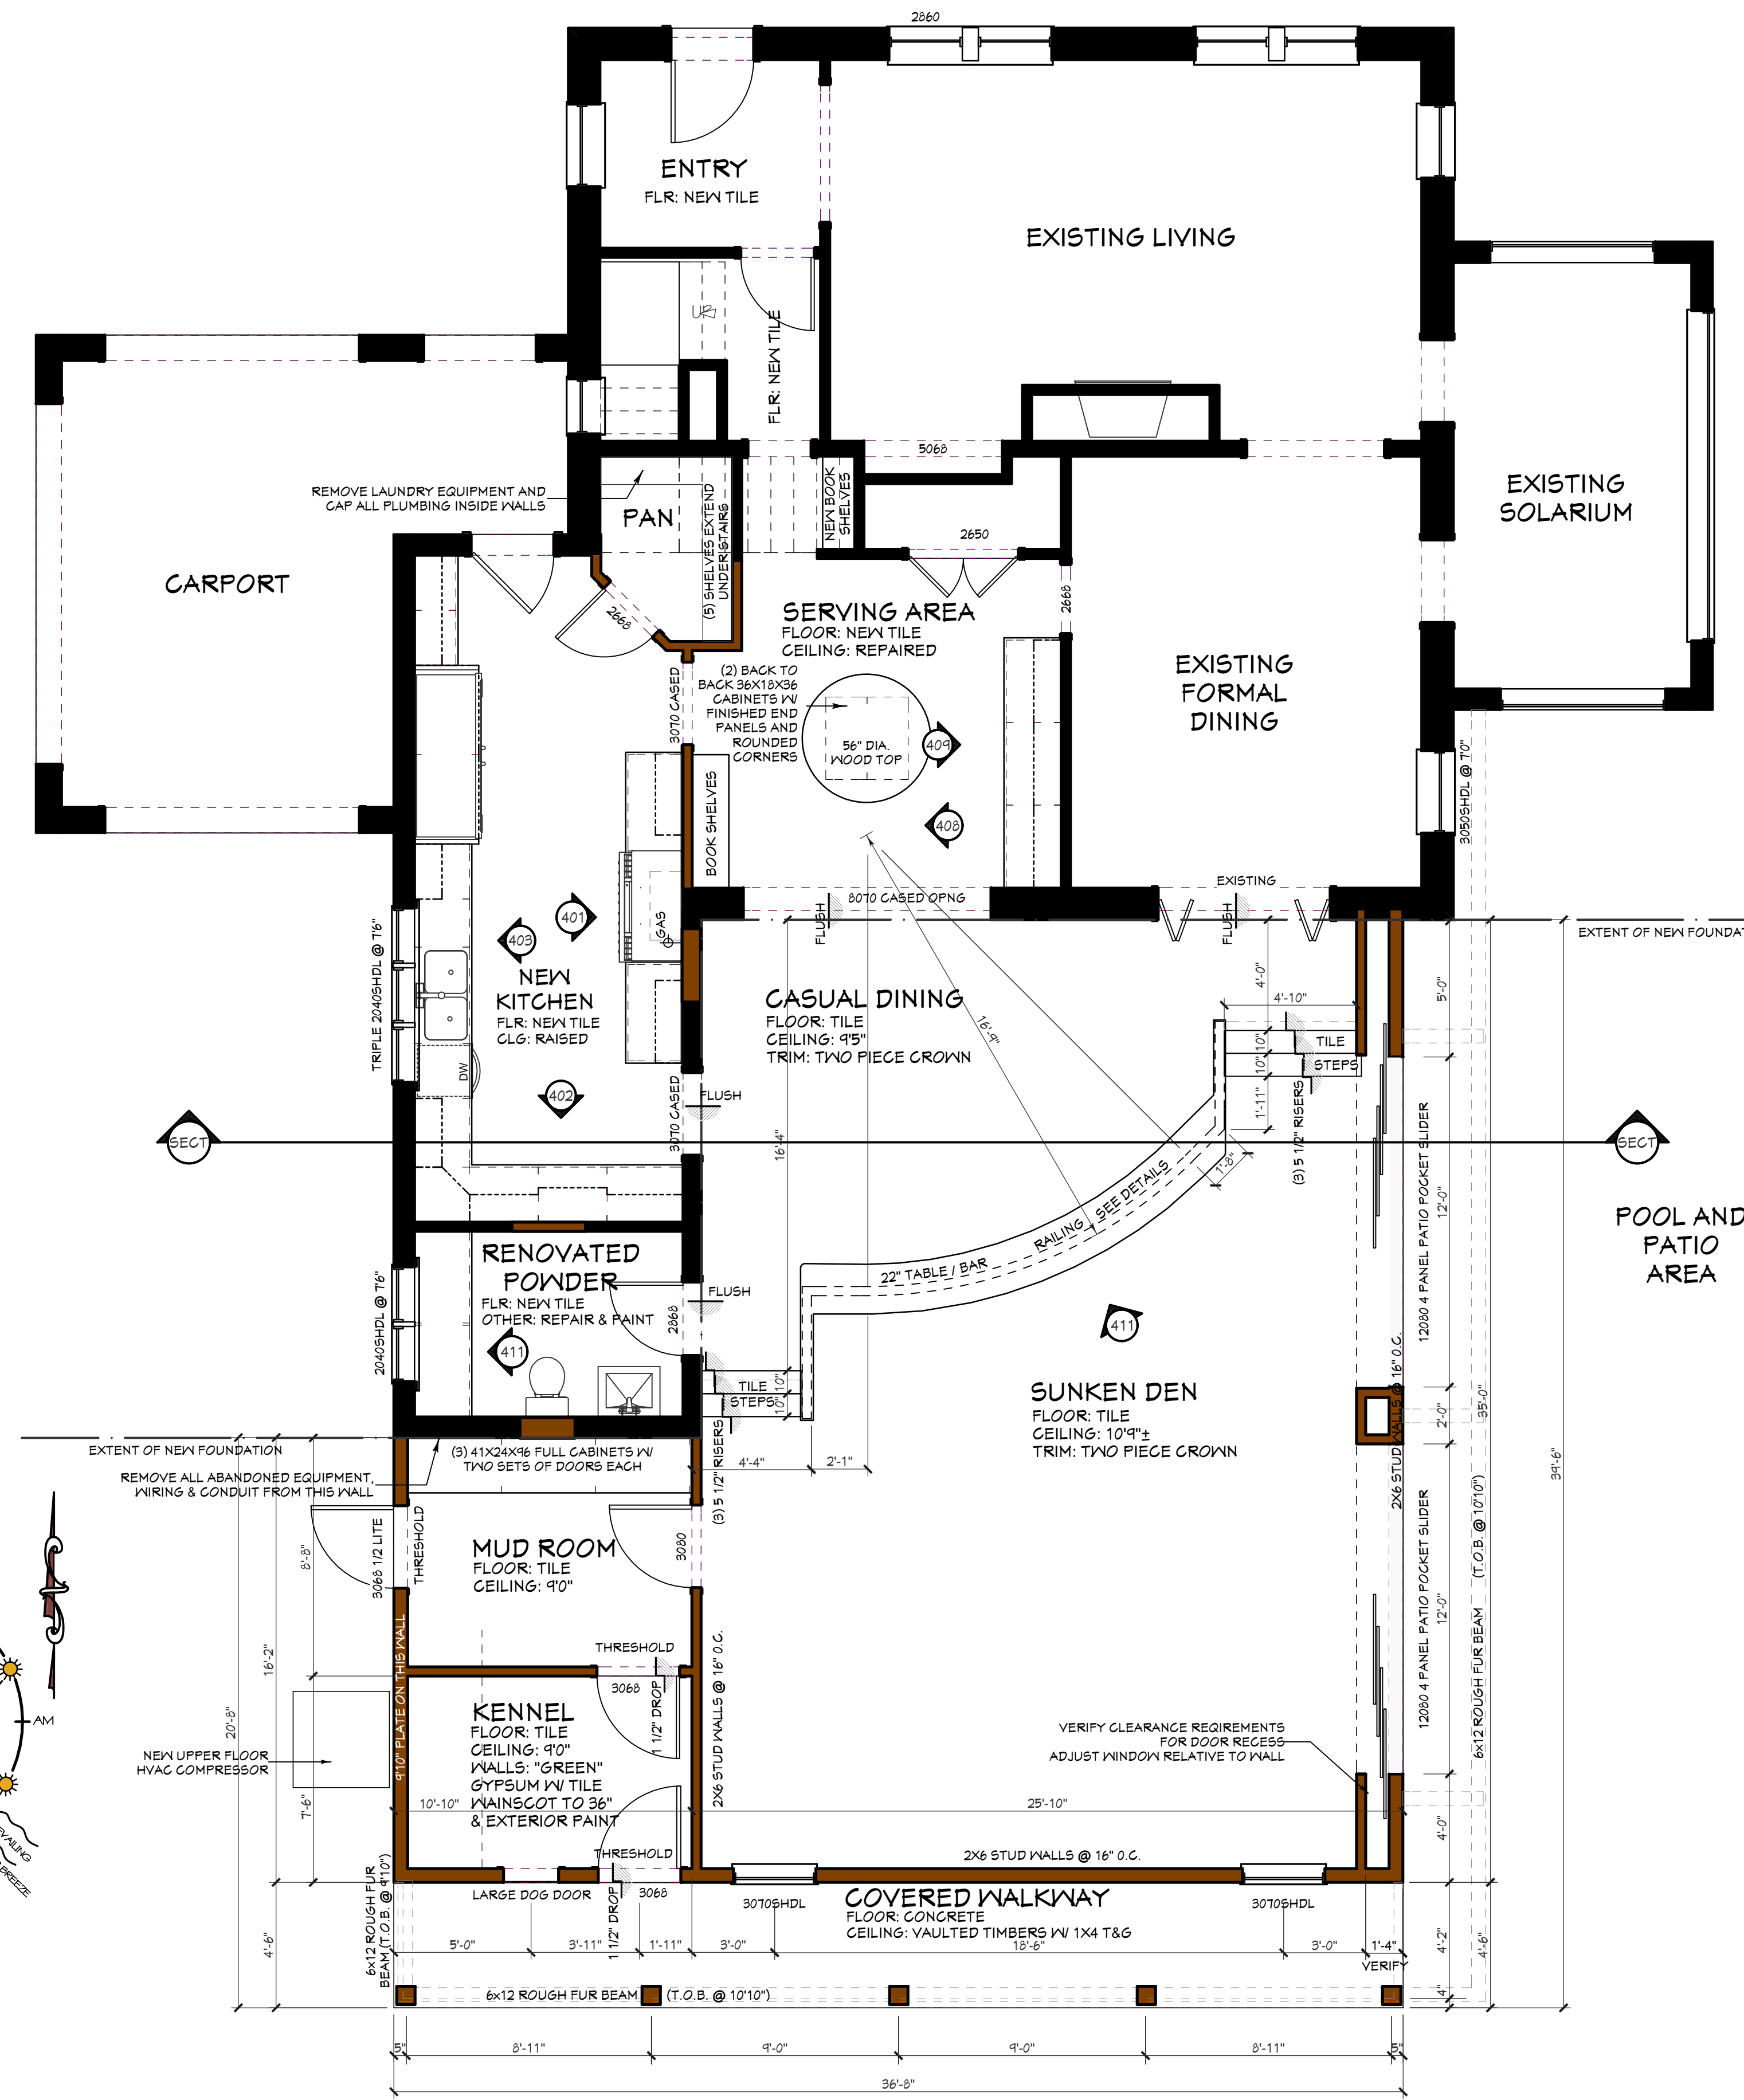 2860
ENTRY
FLR: NEW TILE
EXISTING LIVING
UP
FLR: NEW TILE
5068
REMOVE LAUNDRY EQUIPMENT AND
CAP ALL PLUMBING INSIDE WALLS
PAN
(5) SHELVES EXTEND
UNDER STAIRS
NEW BOOK
SHELVES
2650
EXISTING
SOLARIUM
CARPORT
2668
2668
SERVING AREA
FLOOR: NEW TILE
CEILING: REPAIRED
(2) BACK TO
BACK 36X18X36
CABINETS W/
FINISHED END
PANELS AND
ROUNDED
CORNERS
56" DIA.
WOOD TOP
409
408
3070 CASED
BOOK SHELVES
EXISTING
FORMAL
DINING
3050SHDL @ 7'0"
EXISTING
8070 CASED OPNG
FLUSH
FLUSH
EXTENT OF NEW FOUNDAT
401
403
GAS
NEW
KITCHEN
FLR: NEW TILE
CLG: RAISED
TRIPLE 2040SHDL @ 7'6"
DW
402
CASUAL DINING
FLOOR: TILE
CEILING: 9'5"
TRIM: TWO PIECE CROWN
16'-9"
4'-0"
4'-10"
10"
10"
TILE
STEPS
1'-11"
(3) 5 1/2" RISERS
1'-8"
5'-0"
3070 CASED
FLUSH
16'-4"
SECT
SECT
12080 4 PANEL PATIO POCKET SLIDER
12'-0"
POOL AND
PATIO
AREA
RAILING
SEE DETAILS
22" TABLE / BAR
RENOVATED
POWDER
FLR: NEW TILE
OTHER: REPAIR & PAINT
2040SHDL @ 7'6"
411
2868
FLUSH
TILE
STEPS
10"
10"
(3) 5 1/2" RISERS
4'-4"
2'-1"
411
SUNKEN DEN
FLOOR: TILE
CEILING: 10'9"±
TRIM: TWO PIECE CROWN
2X6 STUD WALLS @ 16" O.C.
2'-0"
35'-0"
39'-6"
EXTENT OF NEW FOUNDATION
(3) 41X24X96 FULL CABINETS W/
TWO SETS OF DOORS EACH
REMOVE ALL ABANDONED EQUIPMENT,
WIRING & CONDUIT FROM THIS WALL
3068 1/2 LITE
THRESHOLD
MUD ROOM
FLOOR: TILE
CEILING: 9'0"
3080
8'-8"
16'-2"
20'-8"
12080 4 PANEL PATIO POCKET SLIDER
12'-0"
6x12 ROUGH FUR BEAM (T.O.B. @ 10'10")
9'10" PLATE ON THIS WALL
THRESHOLD
3068
1 1/2" DROP
2X6 STUD WALLS @ 16" O.C.
KENNEL
FLOOR: TILE
CEILING: 9'0"
WALLS: "GREEN"
GYPSUM W/ TILE
WAINSCOT TO 36"
& EXTERIOR PAINT
AM
NEW UPPER FLOOR
HVAC COMPRESSOR
7'-6"
VERIFY CLEARANCE REQIREMENTS
FOR DOOR RECESS
ADJUST WINDOW RELATIVE TO WALL
10'-10"
25'-10"
4'-0"
BREEZE
THRESHOLD
2X6 STUD WALLS @ 16" O.C.
LARGE DOG DOOR
1 1/2" DROP
3068
3070SHDL
COVERED WALKWAY
FLOOR: CONCRETE
CEILING: VAULTED TIMBERS W/ 1X4 T&G
3070SHDL
6x12 ROUGH FUR
BEAM (T.O.B. @ 9'10")
4'-6"
5'-0"
3'-11"
1'-11"
3'-0"
18'-6"
3'-0"
1'-4"
VERIFY
4'-2"
4'-6"
4"
6x12 ROUGH FUR BEAM (T.O.B. @ 10'10")
5"
8'-11"
9'-0"
9'-0"
8'-11"
5"
36'-8"